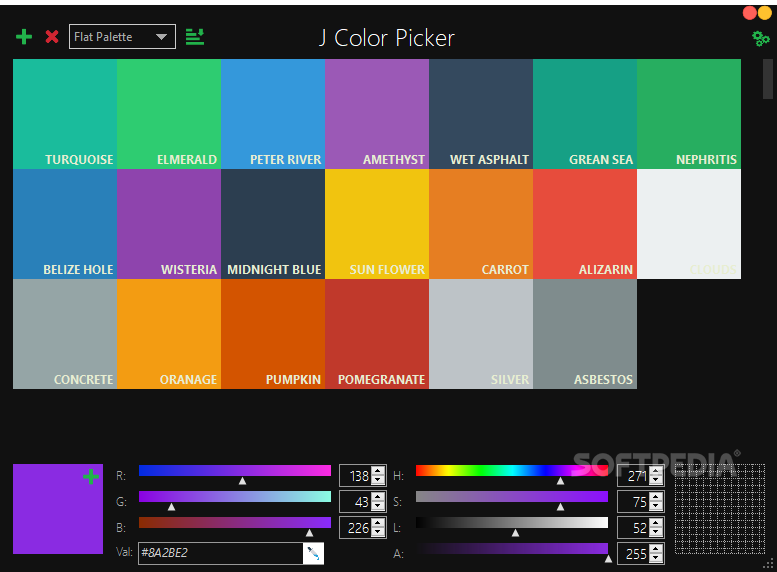 Flat Palette
J Color Picker
TURQUOISE ELMERALD PETER RIVER AMETHYST WET ASPHALT GREAN SEA NEPHRITIS
BELIZE HOLE WISTERIA MIDNIGHT BLUE SUN FLOWER CARROT ALIZARIN CLOUDS
CONCRETE ORANAGE PUMPKIN POMEGRANATE SILVER ASBESTOS
R: 138 H: 271
SOFTPEDIA®
G: 43 S: 75
B: 226 L: 52
Val: #8A2BE2 A: 255